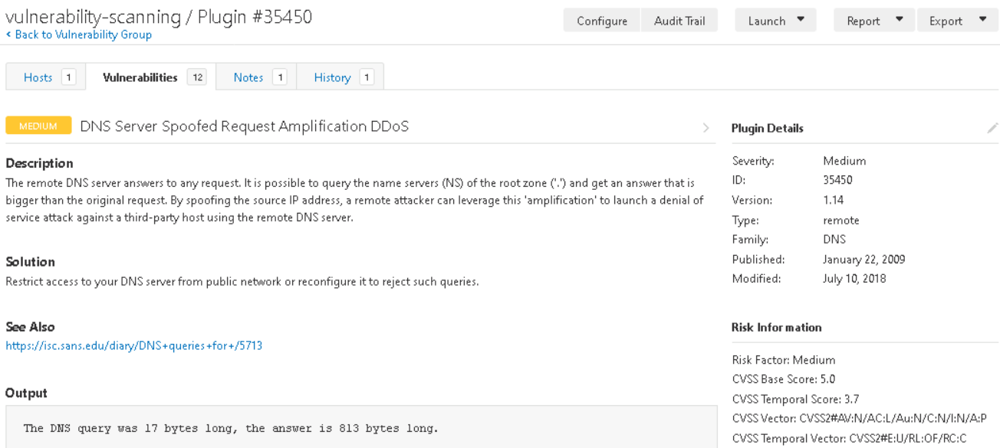 vulnerability-scanning / Plugin #35450
< Back to Vulnerability Group
Configure
Audit Trail
Launch
Report
Export
Hosts 1
Vulnerabilities 12
Notes 1
History 1
MEDIUM DNS Server Spoofed Request Amplification DDoS
Description
The remote DNS server answers to any request. It is possible to query the name servers (NS) of the root zone ('.') and get an answer that is
bigger than the original request. By spoofing the source IP address, a remote attacker can leverage this 'amplification' to launch a denial of
service attack against a third-party host using the remote DNS server.
Solution
Restrict access to your DNS server from public network or reconfigure it to reject such queries.
See Also
https://isc.sans.edu/diary/DNS+queries+for+/5713
Output
The DNS query was 17 bytes long, the answer is 813 bytes long.
Plugin Details
Severity: Medium
ID: 35450
Version: 1.14
Type: remote
Family: DNS
Published: January 22, 2009
Modified: July 10, 2018
Risk Information
Risk Factor: Medium
CVSS Base Score: 5.0
CVSS Temporal Score: 3.7
CVSS Vector: CVSS2#AV:N/AC:L/Au:N/C:N/I:N/A:P
CVSS Temporal Vector: CVSS2#E:U/RL:OF/RC:C